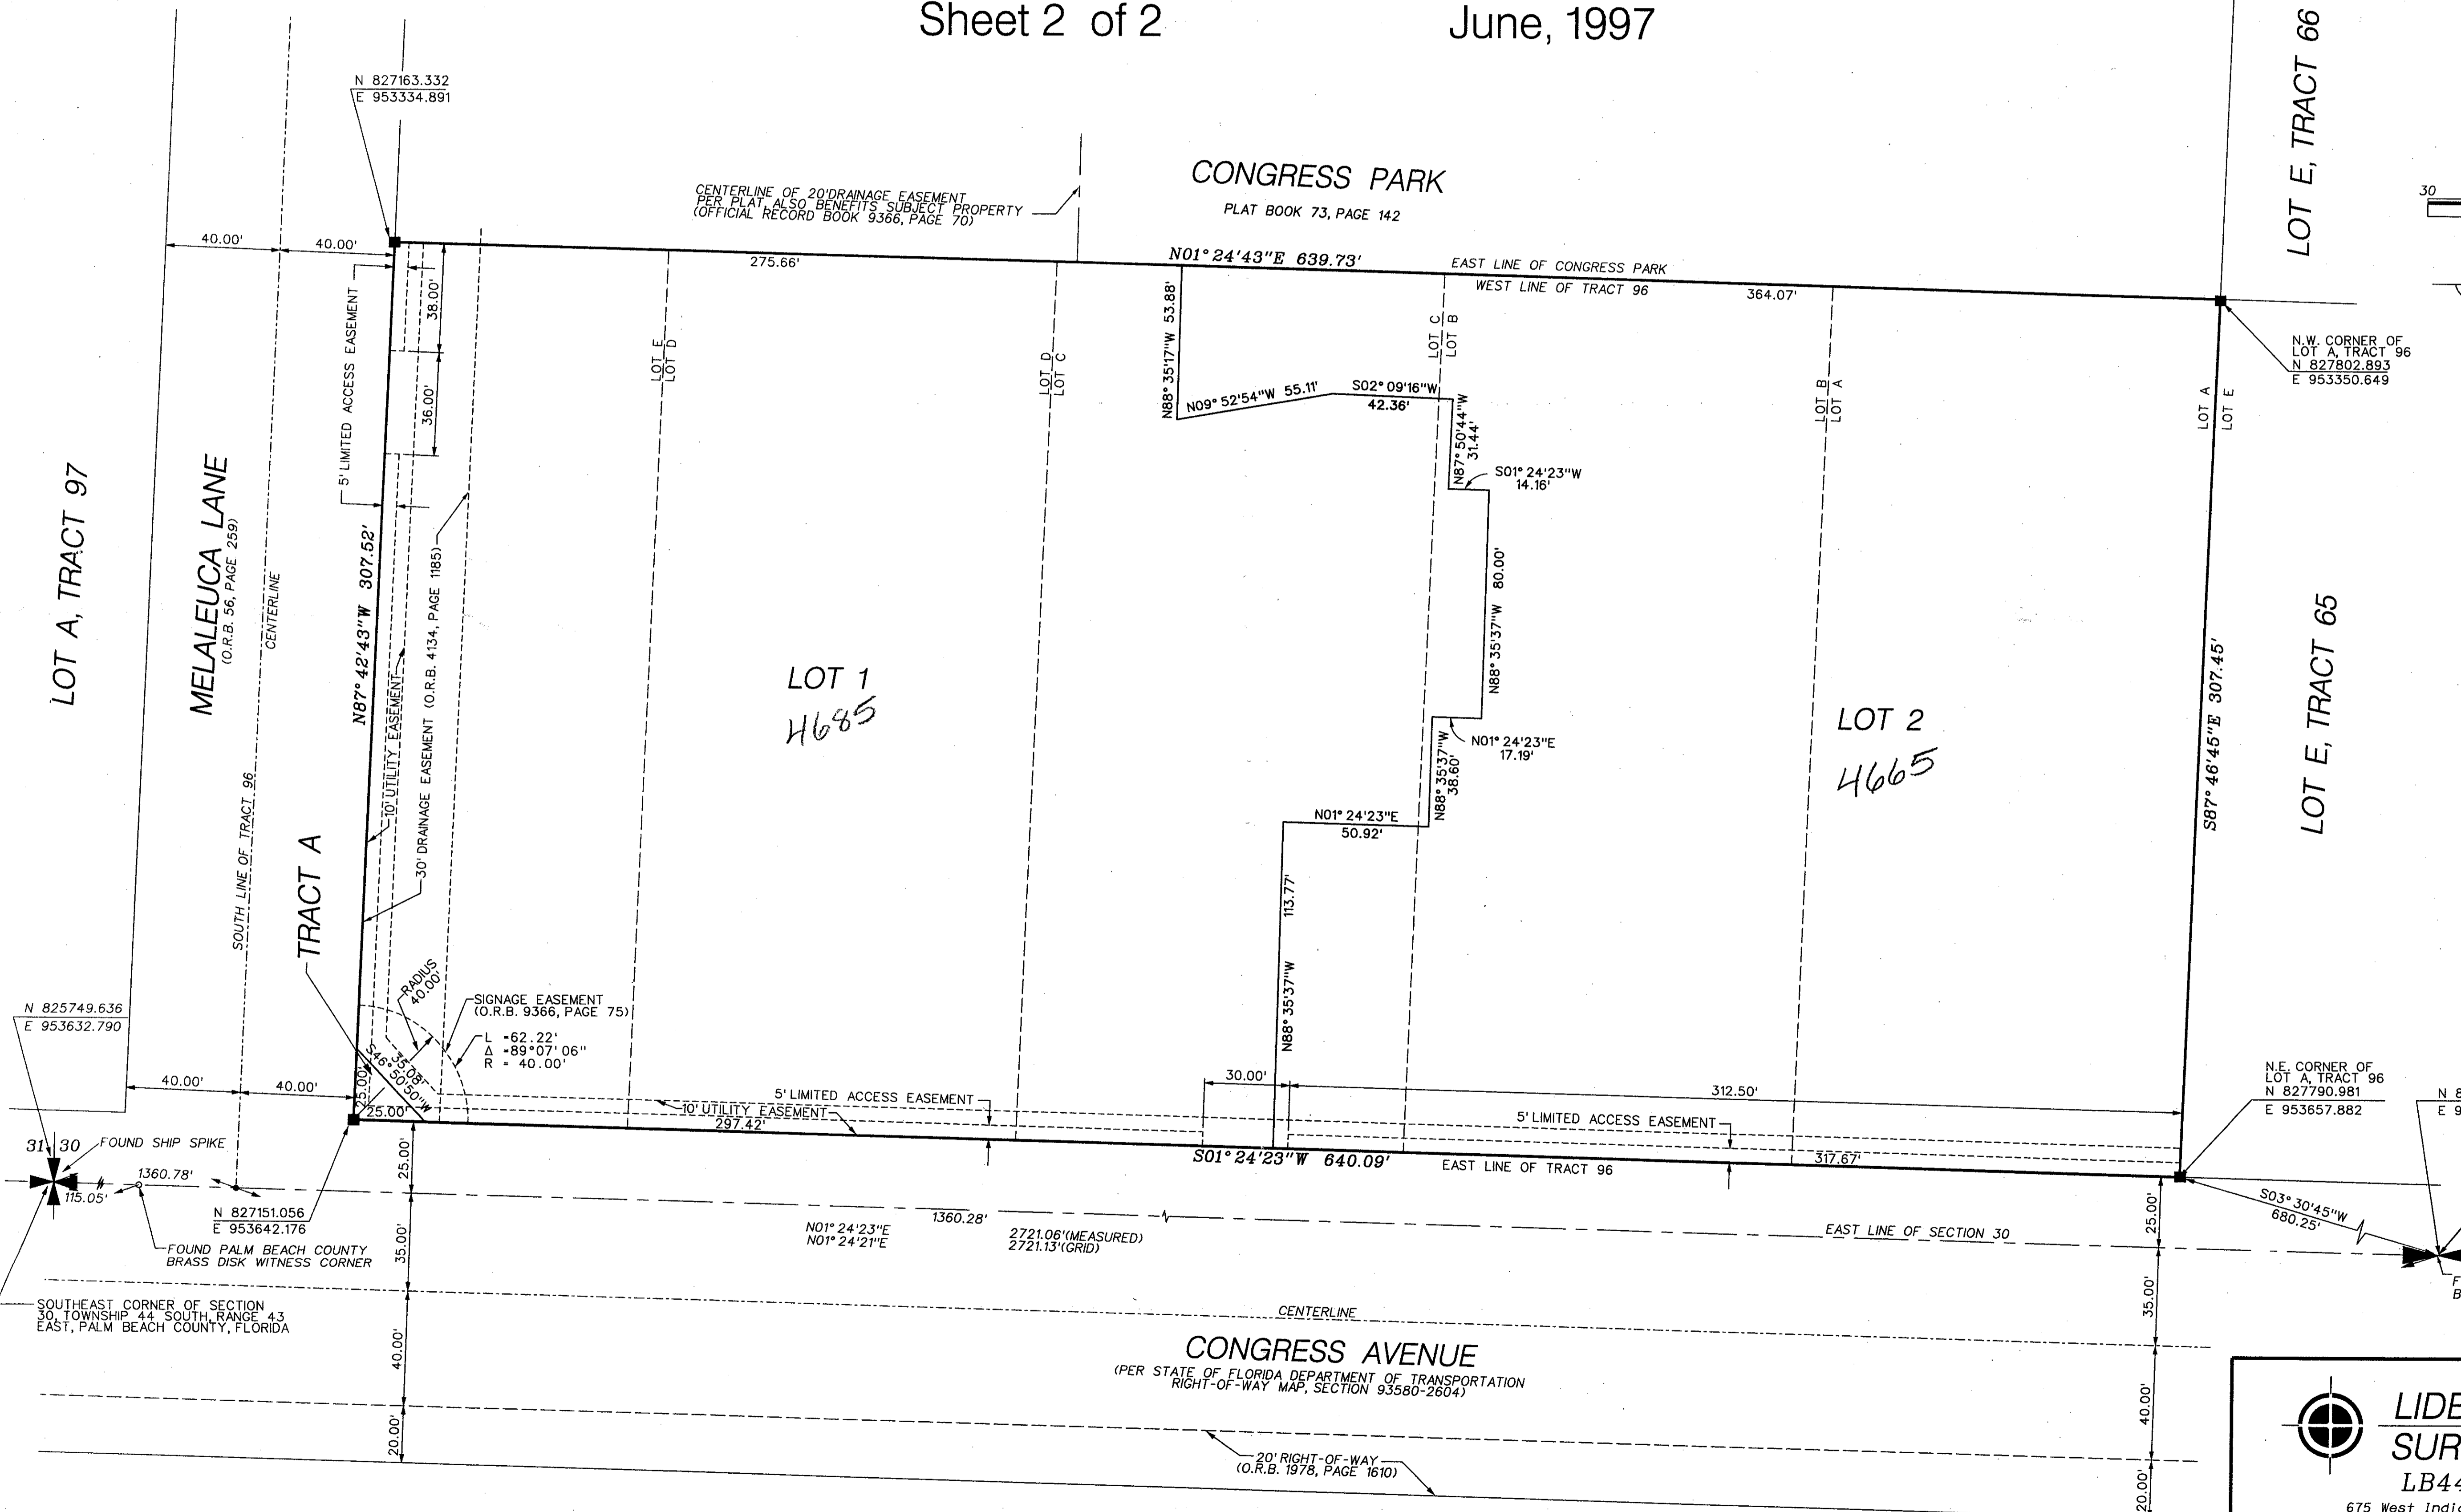 Sheet 2 of 2
June, 1997
N 827163.332
E 953334.891
CENTERLINE OF 20' DRAINAGE EASEMENT
PER PLAT, ALSO BENEFITS SUBJECT PROPERTY
(OFFICIAL RECORD BOOK 9366, PAGE 70)
CONGRESS PARK
PLAT BOOK 73, PAGE 142
LOT E, TRACT 66
30
40.00'
40.00'
275.66'
N01°24'43"E 639.73'
EAST LINE OF CONGRESS PARK
WEST LINE OF TRACT 96
364.07'
N.W. CORNER OF
LOT A, TRACT 96
N 827802.893
E 953350.649
5' LIMITED ACCESS EASEMENT
38.00'
36.00'
LOT E
LOT D
LOT D
LOT C
LOT C
LOT B
LOT B
LOT A
LOT A
LOT E
N88°35'17"W 53.88'
N09°52'54"W 55.11'
S02°09'16"W
42.36'
N87°50'44"W
31.44'
S01°24'23"W
14.16'
N88°35'37"W 80.00'
N01°24'23"E
17.19'
N88°35'37"W
38.60'
N01°24'23"E
50.92'
N88°35'37"W 113.77'
LOT A, TRACT 97
MELALEUCA LANE
(O.R.B. 56, PAGE 259)
CENTERLINE
SOUTH LINE OF TRACT 96
N87°42'43"W 307.52'
10' UTILITY EASEMENT
30' DRAINAGE EASEMENT (O.R.B. 4134, PAGE 1185)
LOT 1
4685
LOT 2
4665
S87°46'45"E 307.45'
LOT E, TRACT 65
TRACT A
RADIUS
40.00'
SIGNAGE EASEMENT
(O.R.B. 9366, PAGE 75)
L =62.22'
Δ =89°07'06"
R = 40.00'
S46°50'50"W
35.08'
25.00'
25.00'
N 825749.636
E 953632.790
40.00'
40.00'
5' LIMITED ACCESS EASEMENT
10' UTILITY EASEMENT
297.42'
30.00'
312.50'
5' LIMITED ACCESS EASEMENT
317.67'
S01°24'23"W 640.09'
EAST LINE OF TRACT 96
N.E. CORNER OF
LOT A, TRACT 96
N 827790.981
E 953657.882
N 8
E 9
31 30
FOUND SHIP SPIKE
1360.78'
115.05'
N 827151.056
E 953642.176
FOUND PALM BEACH COUNTY
BRASS DISK WITNESS CORNER
SOUTHEAST CORNER OF SECTION
30, TOWNSHIP 44 SOUTH, RANGE 43
EAST, PALM BEACH COUNTY, FLORIDA
25.00'
35.00'
40.00'
20.00'
N01°24'23"E
N01°24'21"E
1360.28'
2721.06'(MEASURED)
2721.13'(GRID)
EAST LINE OF SECTION 30
S03°30'45"W
680.25'
25.00'
35.00'
40.00'
20.00'
F
B
CENTERLINE
CONGRESS AVENUE
(PER STATE OF FLORIDA DEPARTMENT OF TRANSPORTATION
RIGHT-OF-WAY MAP, SECTION 93580-2604)
20' RIGHT-OF-WAY
(O.R.B. 1978, PAGE 1610)
LIDB
SUR
LB44
675 West Indi